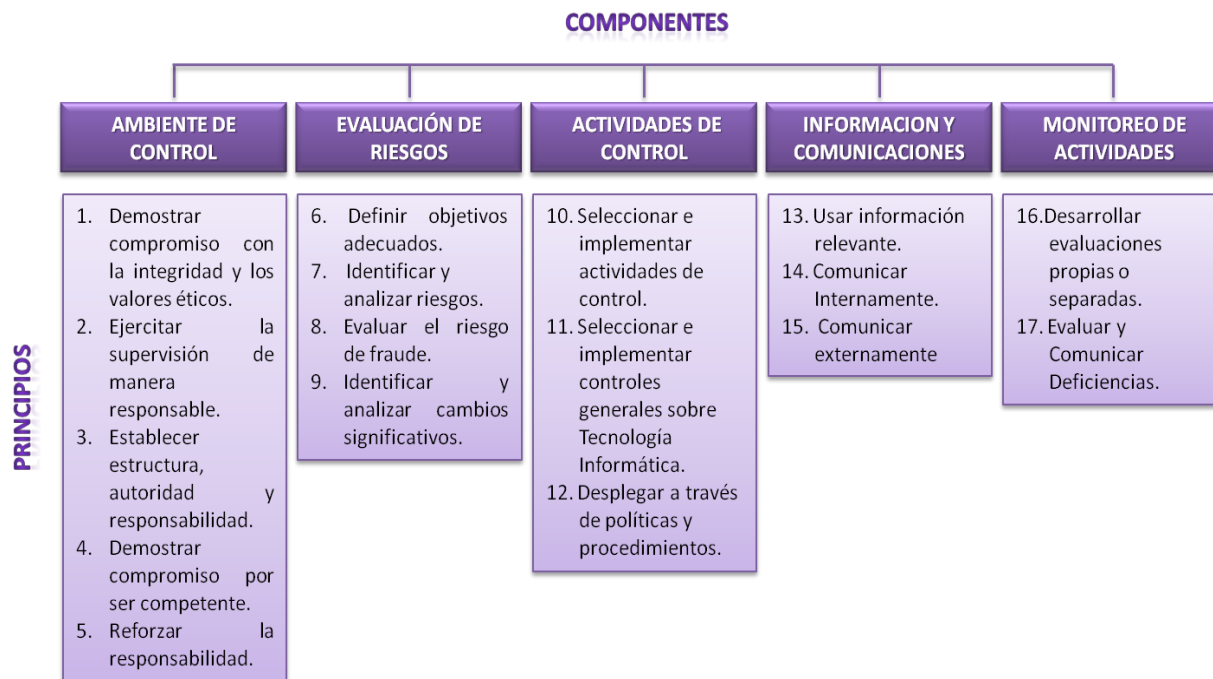 COMPONENTES
AMBIENTE DE
CONTROL
EVALUACIÓN DE
RIESGOS
ACTIVIDADES DE
CONTROL
INFORMACION Y
COMUNICACIONES
MONITOREO DE
ACTIVIDADES
PRINCIPIOS
1. Demostrar
compromiso con
la integridad y los
valores éticos.
2. Ejercitar la
supervisión de
manera
responsable.
3. Establecer
estructura,
autoridad y
responsabilidad.
4. Demostrar
compromiso por
ser competente.
5. Reforzar la
responsabilidad.
6. Definir objetivos
adecuados.
7. Identificar y
analizar riesgos.
8. Evaluar el riesgo
de fraude.
9. Identificar y
analizar cambios
significativos.
10. Seleccionar e
implementar
actividades de
control.
11. Seleccionar e
implementar
controles
generales sobre
Tecnología
Informática.
12. Desplegar a través
de políticas y
procedimientos.
13. Usar información
relevante.
14. Comunicar
Internamente.
15. Comunicar
externamente
16.Desarrollar
evaluaciones
propias o
separadas.
17. Evaluar y
Comunicar
Deficiencias.